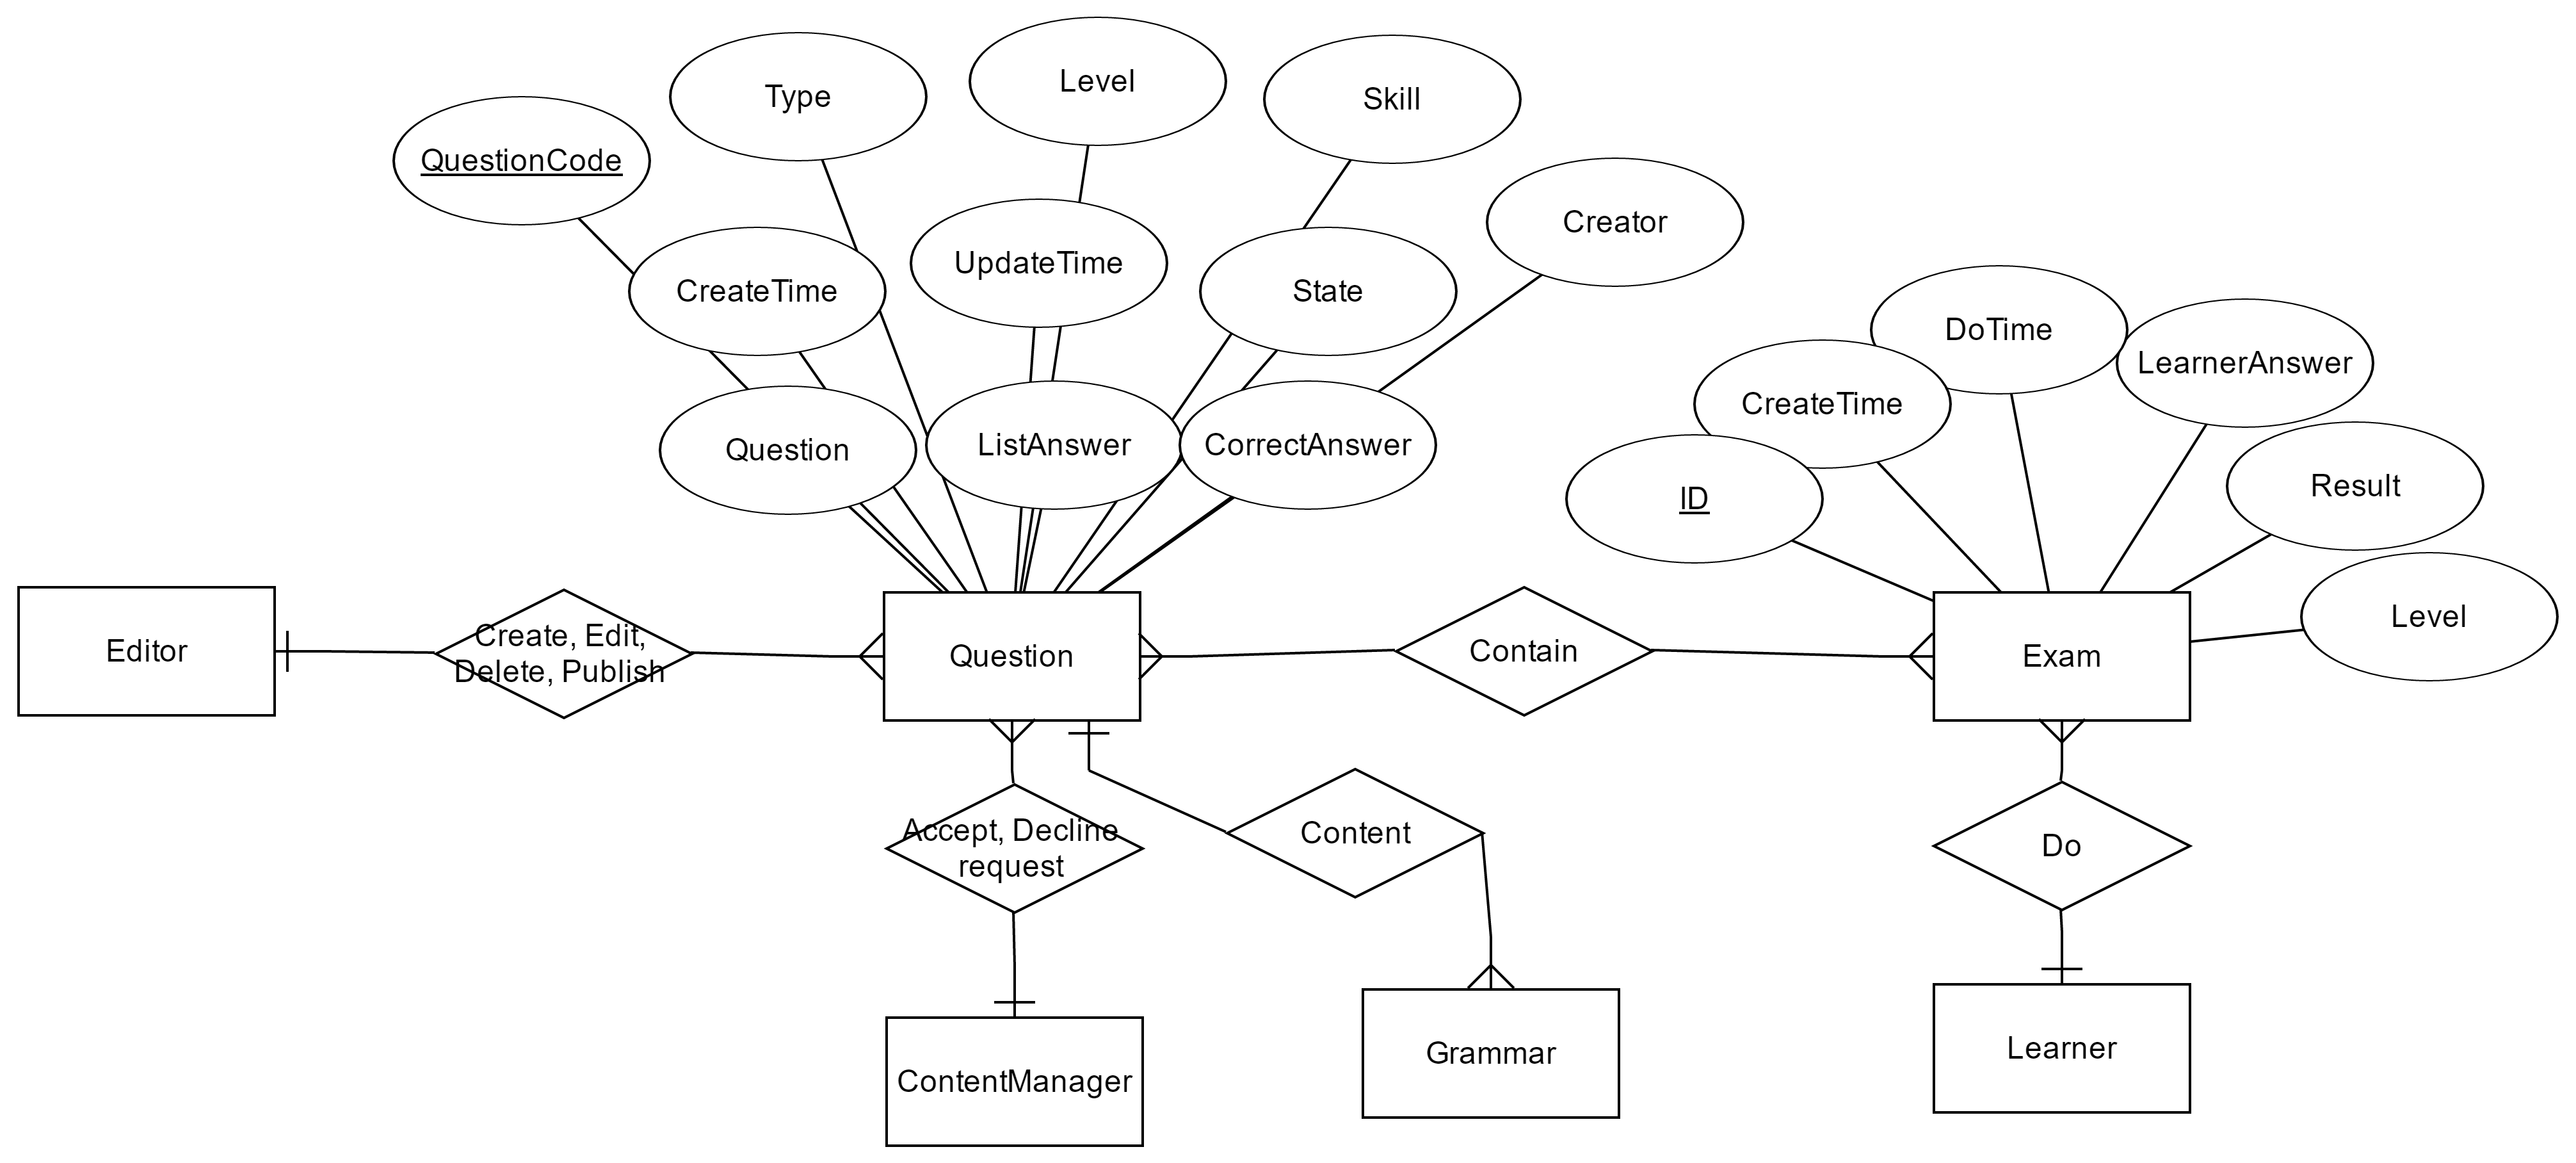 Level
Type
Skill
QuestionCode
Creator
UpdateTime
CreateTime
State
DoTime
LearnerAnswer
CreateTime
Question
ListAnswer
CorrectAnswer
ID
Result
Level
Editor
Create, Edit,
Delete, Publish
Question
Contain
Exam
Accept, Decline
request
Content
Do
ContentManager
Grammar
Learner